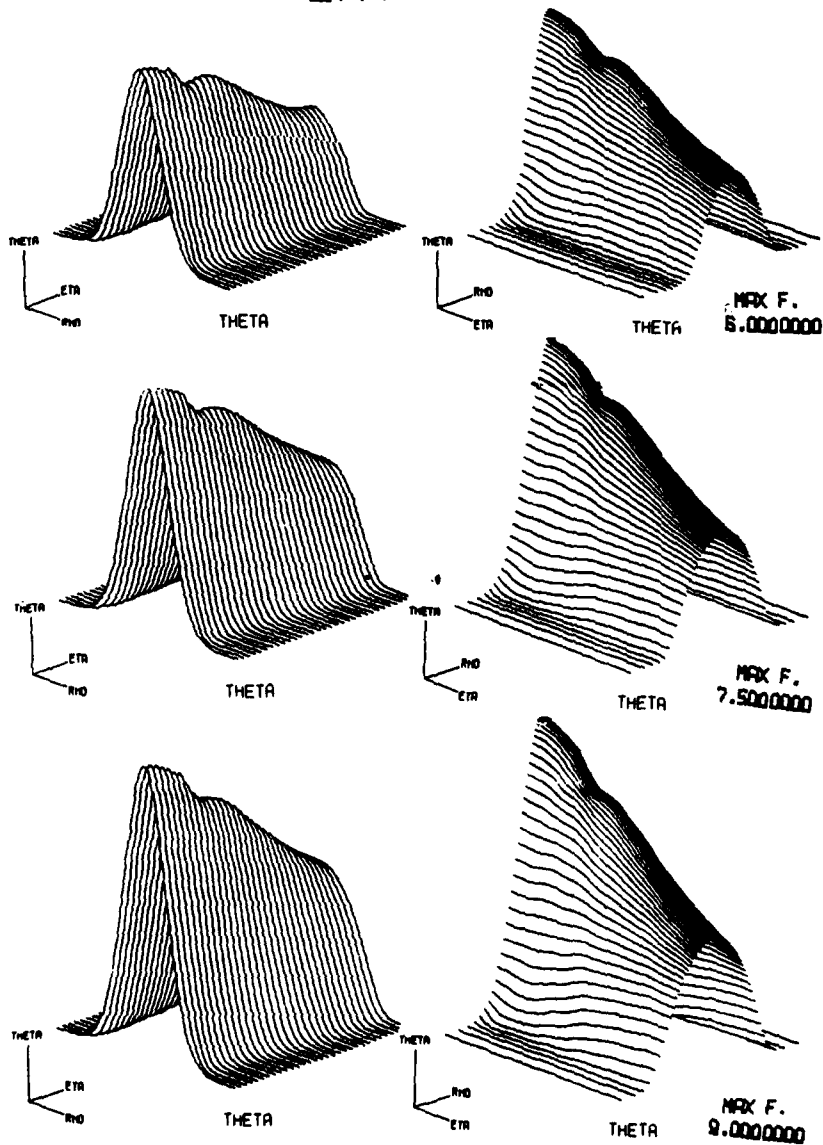 THETA
ETA
RHO
THETA
THETA
RHO
ETA
THETA
MAX F.
6.0000000
THETA
ETA
RHO
THETA
THETA
RHO
ETA
THETA
MAX F.
7.5000000
THETA
ETA
RHO
THETA
THETA
RHO
ETA
THETA
MAX F.
9.0000000